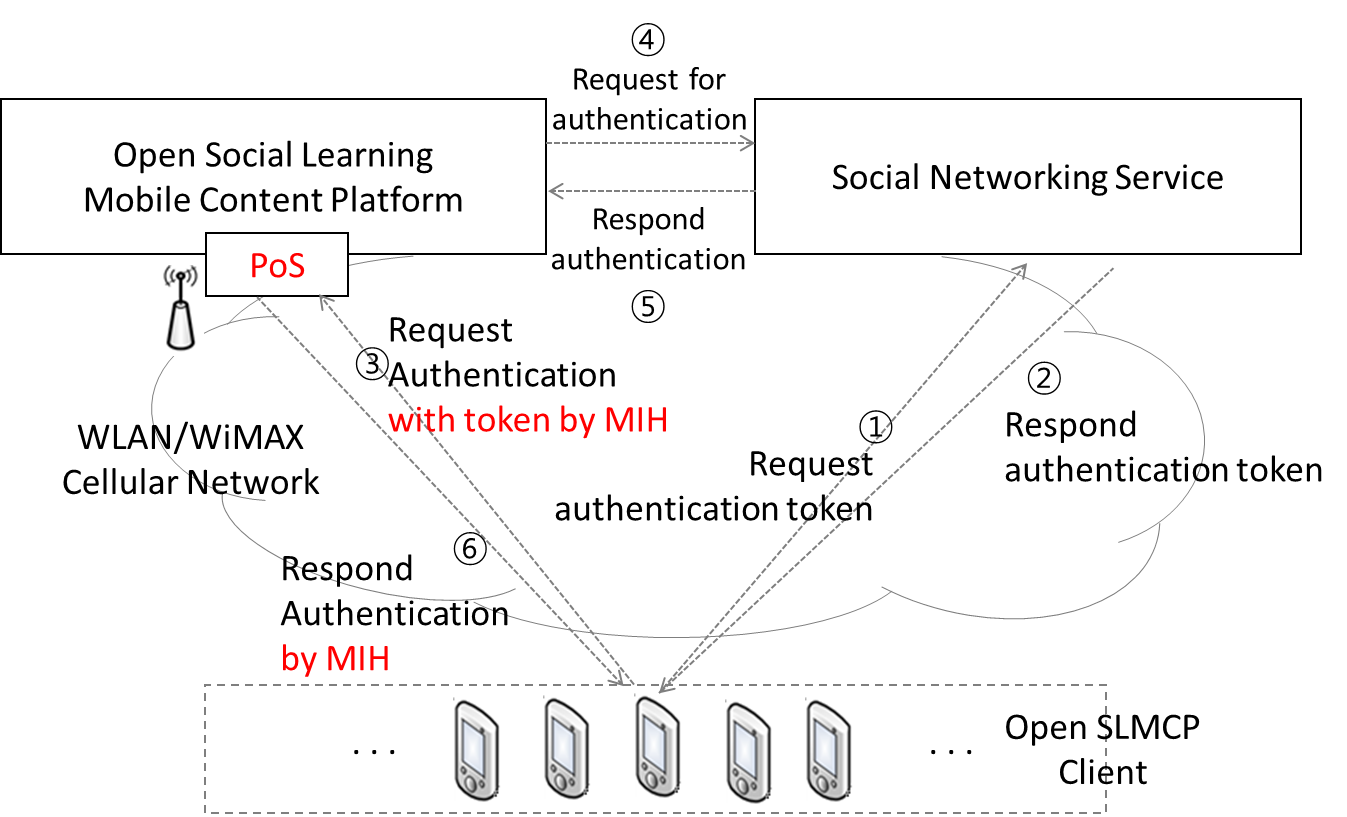 ④
Request for
authentication
Open Social Learning
Mobile Content Platform
Social Networking Service
Respond
authentication
⑤
PoS
Request
③
Authentication
with token by MIH
②
Respond
authentication token
①
Request
authentication token
WLAN/WiMAX
Cellular Network
⑥
Respond
Authentication
by MIH
. . .
. . .
Open SLMCP
Client